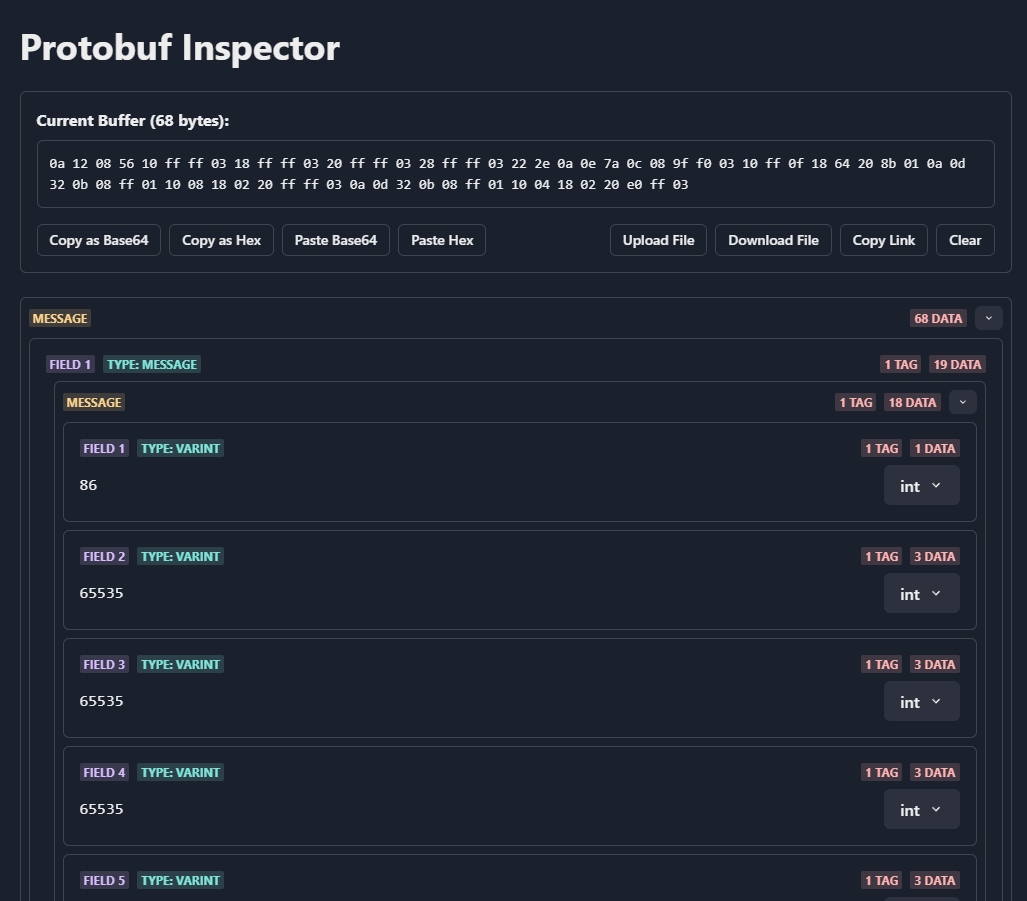 Protobuf Inspector
Current Buffer (68 bytes):
0a 12 08 56 10 ff ff 03 18 ff ff 03 20 ff ff 03 28 ff ff 03 22 2e 0a 0e 7a 0c 08 9f f0 03 10 ff 0f 18 64 20 8b 01 0a 0d
32 0b 08 ff 01 10 08 18 02 20 ff ff 03 0a 0d 32 0b 08 ff 01 10 04 18 02 20 e0 ff 03
Copy as Base64 Copy as Hex Paste Base64 Paste Hex Upload File Download File Copy Link Clear
MESSAGE 68 DATA
FIELD 1 TYPE: MESSAGE 1 TAG 19 DATA
MESSAGE 1 TAG 18 DATA
FIELD 1 TYPE: VARINT 1 TAG 1 DATA
86 int
FIELD 2 TYPE: VARINT 1 TAG 3 DATA
65535 int
FIELD 3 TYPE: VARINT 1 TAG 3 DATA
65535 int
FIELD 4 TYPE: VARINT 1 TAG 3 DATA
65535 int
FIELD 5 TYPE: VARINT 1 TAG 3 DATA